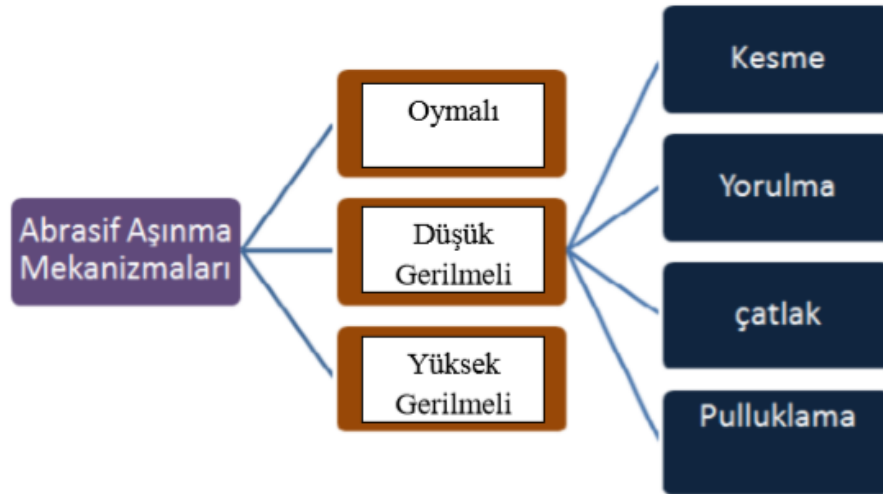 Abrasif Aşınma
Mekanizmaları
Oymalı
Düşük
Gerilmeli
Yüksek
Gerilmeli
Kesme
Yorulma
çatlak
Pulluklama